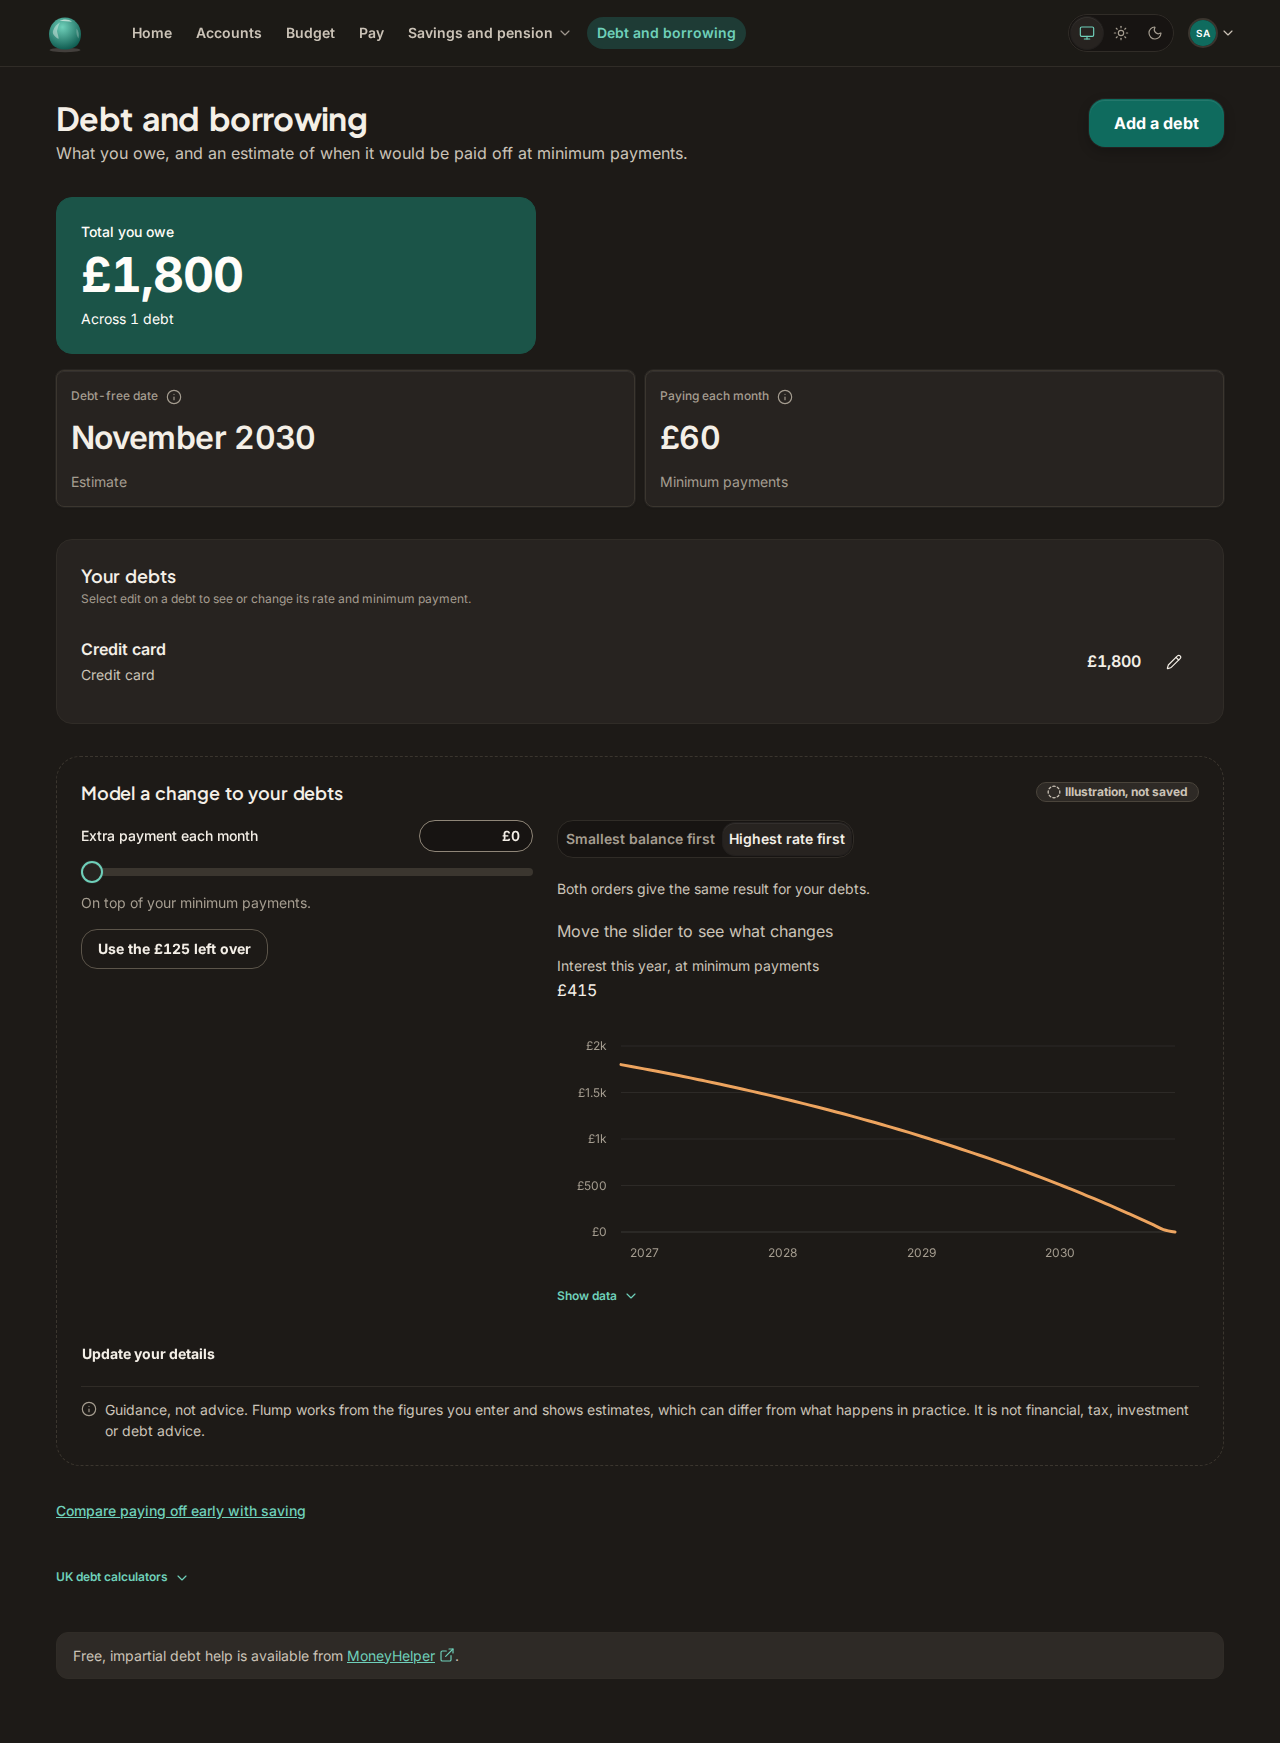 Home Accounts Budget Pay Savings and pension Debt and borrowing SA
Debt and borrowing
Add a debt
What you owe, and an estimate of when it would be paid off at minimum payments.
Total you owe
£1,800
Across 1 debt
Debt-free date
November 2030
Estimate
Paying each month
£60
Minimum payments
Your debts
Select edit on a debt to see or change its rate and minimum payment.
Credit card
Credit card
£1,800
Model a change to your debts
Illustration, not saved
Extra payment each month
£0
On top of your minimum payments.
Use the £125 left over
Smallest balance first Highest rate first
Both orders give the same result for your debts.
Move the slider to see what changes
Interest this year, at minimum payments
£415
£2k
£1.5k
£1k
£500
£0
2027 2028 2029 2030
Show data
Update your details
Guidance, not advice. Flump works from the figures you enter and shows estimates, which can differ from what happens in practice. It is not financial, tax, investment
or debt advice.
Compare paying off early with saving
UK debt calculators
Free, impartial debt help is available from MoneyHelper.